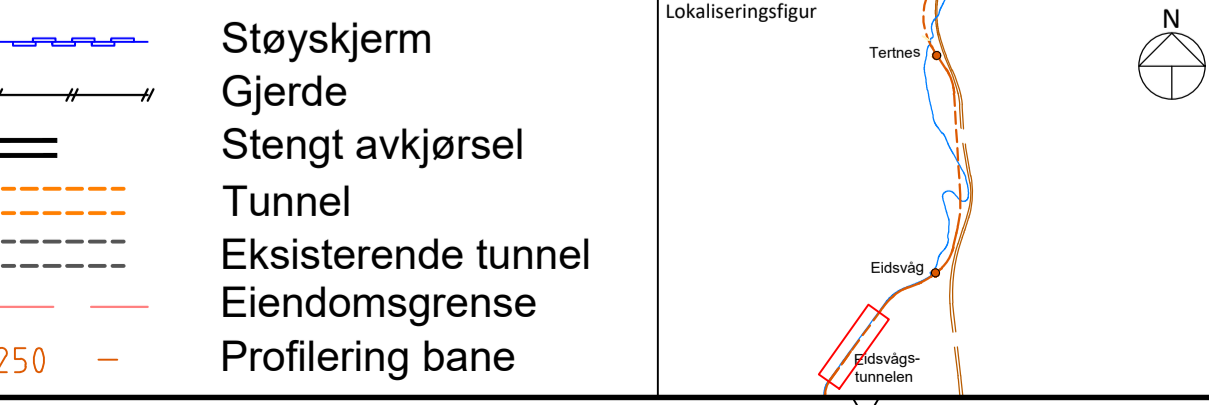 Støyskjerm
Gjerde
Stengt avkjørsel
Tunnel
Eksisterende tunnel
Eiendomsgrense
250 Profilering bane
Lokaliseringsfigur
N
Tertnes
Eidsvåg
Eidsvågs-
tunnelen